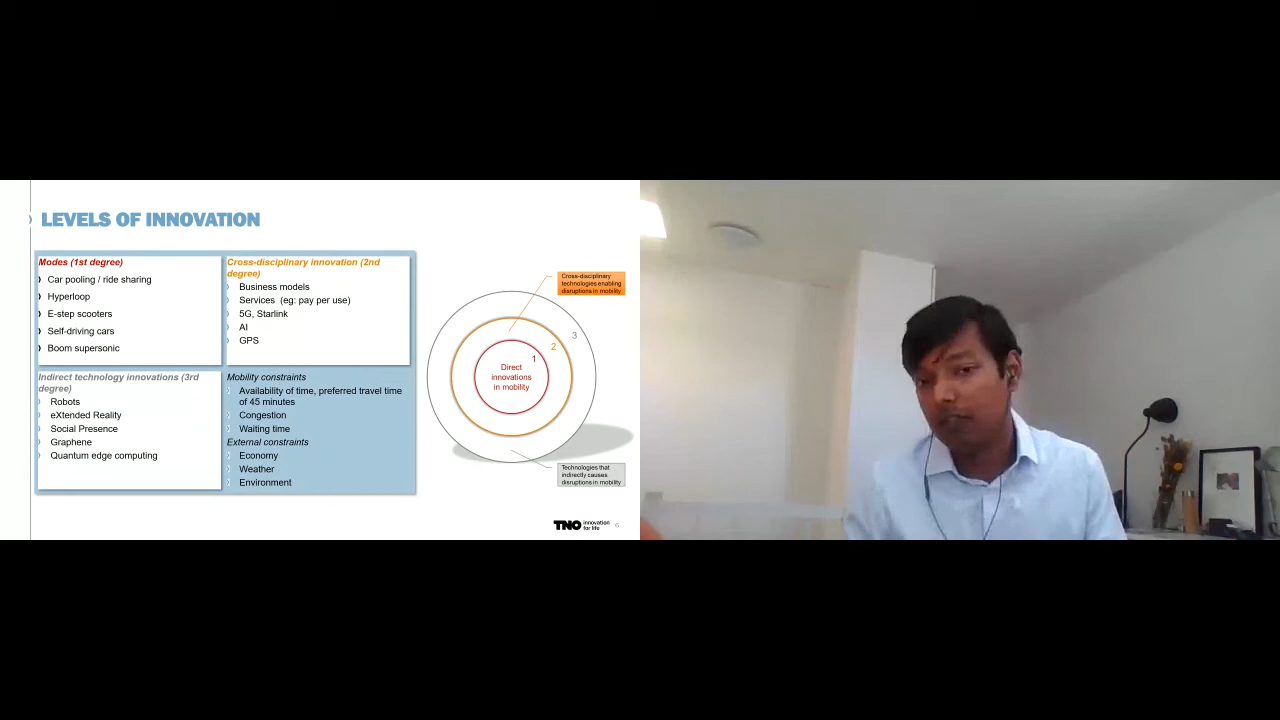 LEVELS OF INNOVATION
Modes (1st degree)
Car pooling / ride sharing
Hyperloop
E-step scooters
Self-driving cars
Boom supersonic
Cross-disciplinary innovation (2nd
degree)
Business models
Services (eg: pay per use)
5G, Starlink
AI
GPS
Indirect technology innovations (3rd
degree)
Robots
eXtended Reality
Social Presence
Graphene
Quantum edge computing
Mobility constraints
Availability of time, preferred travel time
of 45 minutes
Congestion
Waiting time
External constraints
Economy
Weather
Environment
Cross-disciplinary
technologies enabling
disruptions in mobility
3
2
1
Direct
innovations
in mobility
Technologies that
indirectly causes
disruptions in mobility
TNO innovation
for life
6